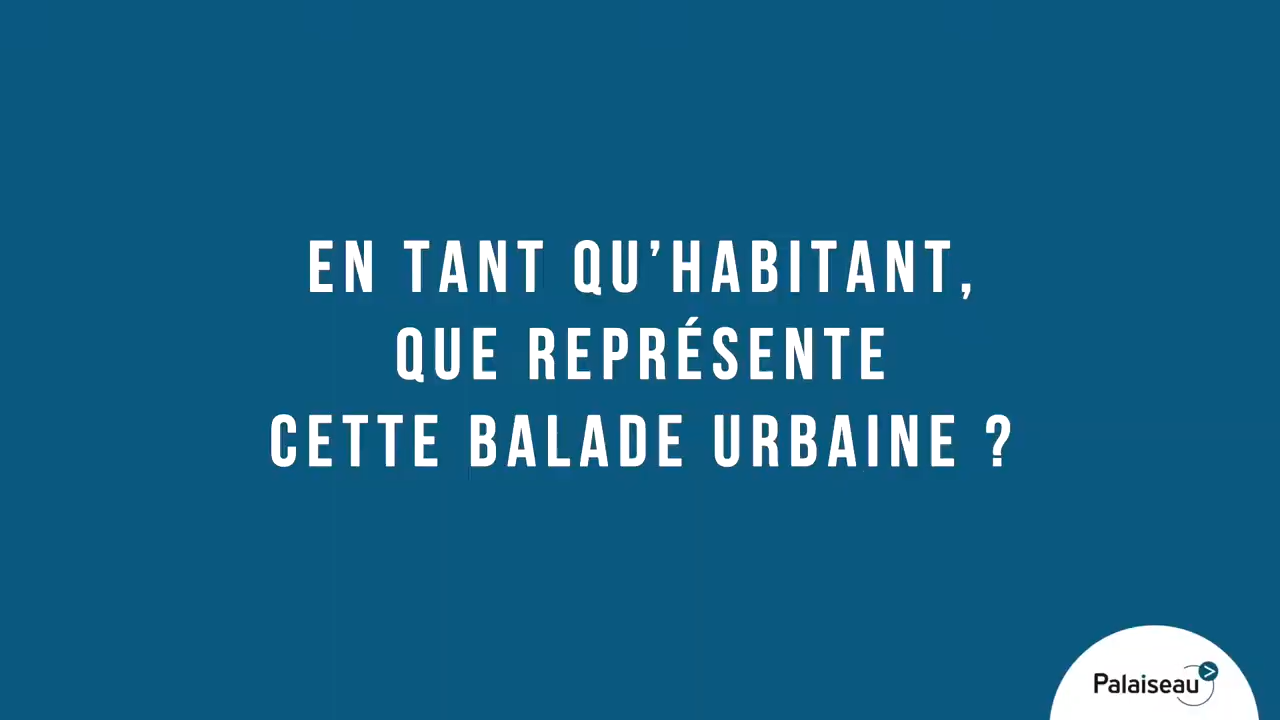 EN TANT QU’HABITANT,
QUE REPRÉSENTE
CETTE BALADE URBAINE ?
Palaiseau